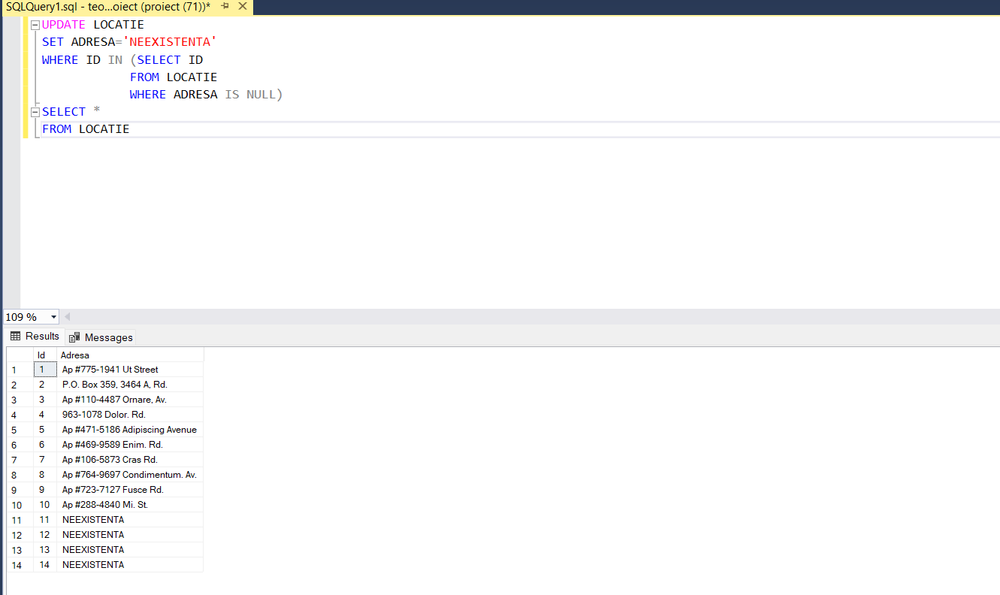 SQLQuery1.sql - teo...oiect (proiect (71))*
UPDATE LOCATIE
SET ADRESA='NEEXISTENTA'
WHERE ID IN (SELECT ID
FROM LOCATIE
WHERE ADRESA IS NULL)
SELECT *
FROM LOCATIE
109 %
Results Messages
Id Adresa
1 1 Ap #775-1941 Ut Street
2 2 P.O. Box 359, 3464 A, Rd.
3 3 Ap #110-4487 Ornare, Av.
4 4 963-1078 Dolor. Rd.
5 5 Ap #471-5186 Adipiscing Avenue
6 6 Ap #469-9589 Enim. Rd.
7 7 Ap #106-5873 Cras Rd.
8 8 Ap #764-9697 Condimentum. Av.
9 9 Ap #723-7127 Fusce Rd.
10 10 Ap #288-4840 Mi. St.
11 11 NEEXISTENTA
12 12 NEEXISTENTA
13 13 NEEXISTENTA
14 14 NEEXISTENTA